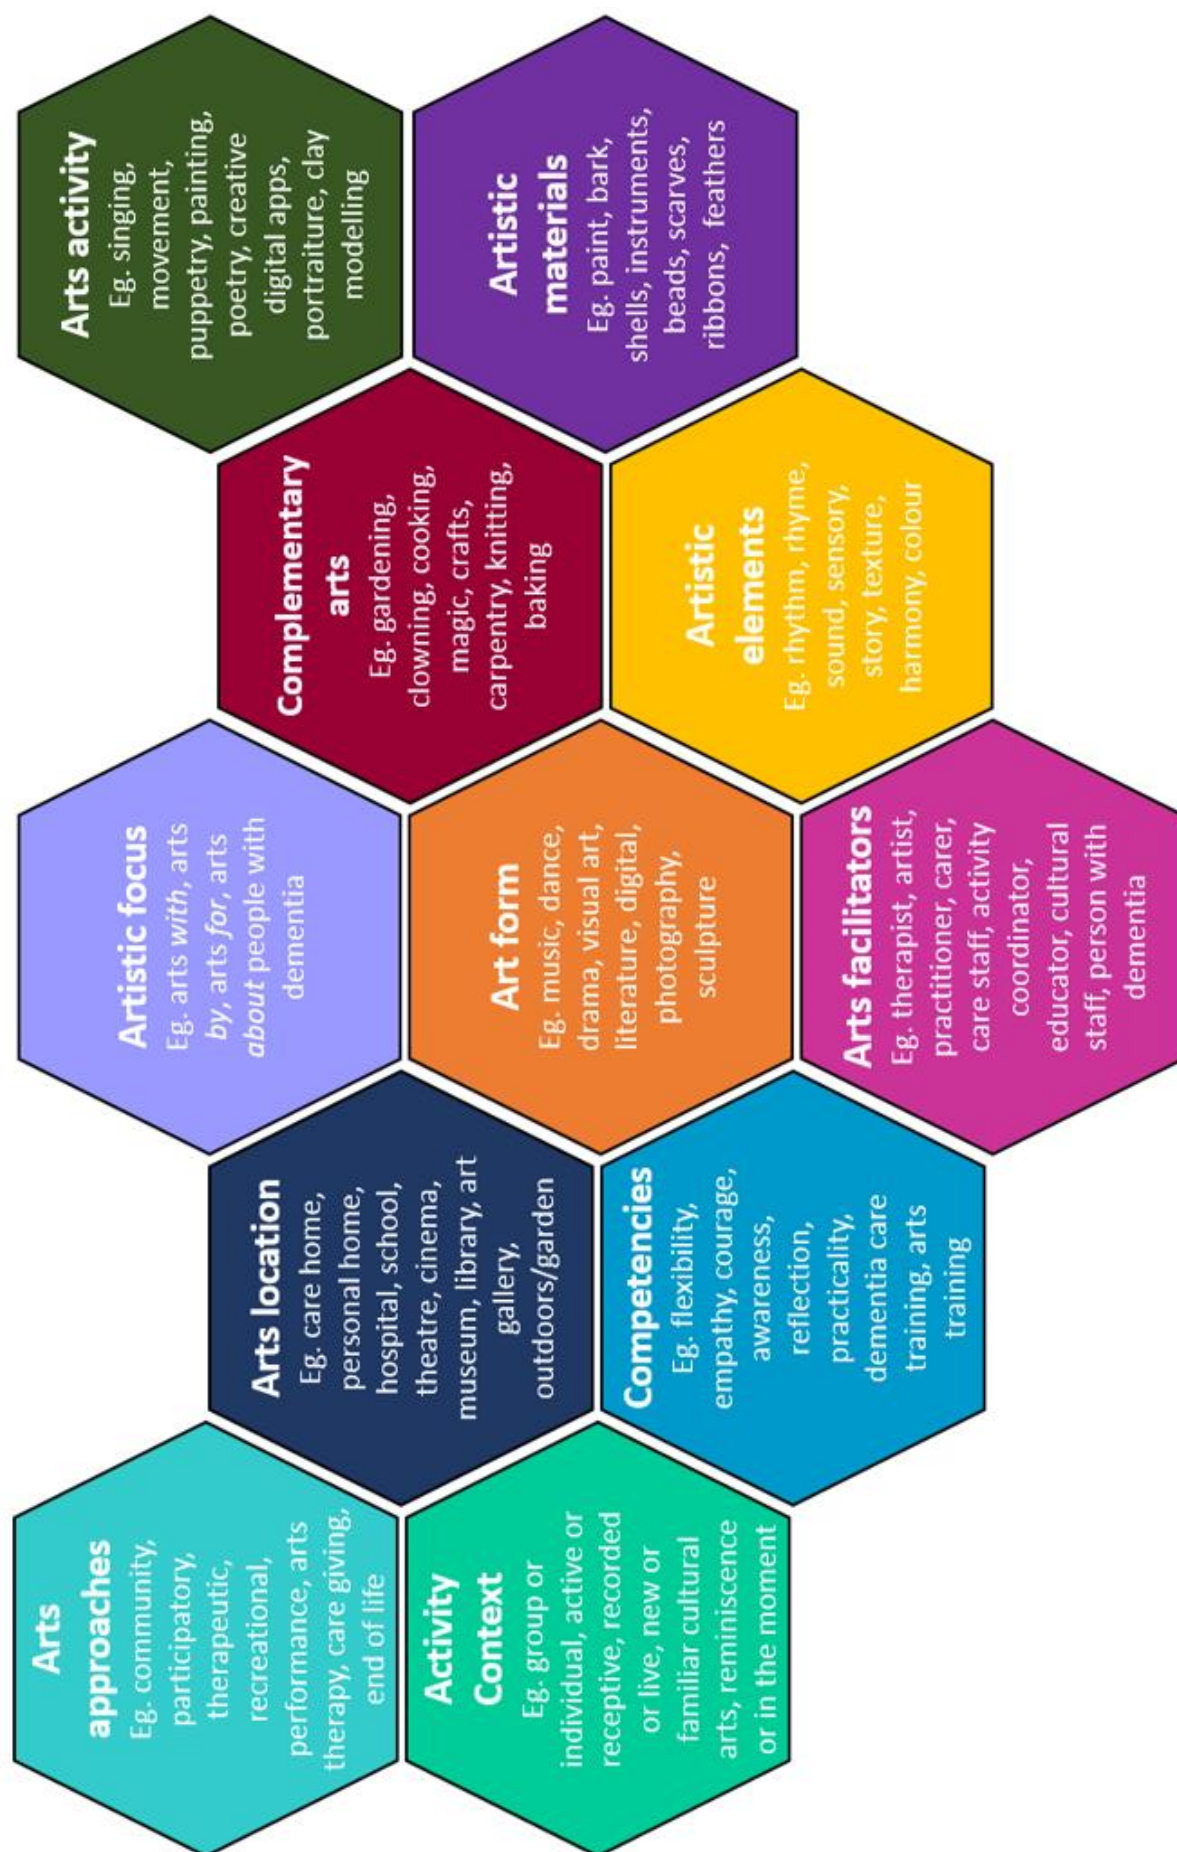 Arts
approaches
Eg. community,
participatory,
therapeutic,
recreational,
performance, arts
therapy, care giving,
end of life
Activity
Context
Eg. group or
individual, active or
receptive, recorded
or live, new or
familiar cultural
arts, reminiscence
or in the moment
Arts location
Eg. care home,
personal home,
hospital, school,
theatre, cinema,
museum, library, art
gallery,
outdoors/garden
Competencies
Eg. flexibility,
empathy, courage,
awareness,
reflection,
practicality,
dementia care
training, arts
training
Artistic focus
Eg. arts with, arts
by, arts for, arts
about people with
dementia
Art form
Eg. music, dance,
drama, visual art,
literature, digital,
photography,
sculpture
Arts facilitators
Eg. therapist, artist,
practitioner, carer,
care staff, activity
coordinator,
educator, cultural
staff, person with
dementia
Complementary
arts
Eg. gardening,
clowning, cooking,
magic, crafts,
carpentry, knitting,
baking
Artistic
elements
Eg. rhythm, rhyme,
sound, sensory,
story, texture,
harmony, colour
Arts activity
Eg. singing,
movement,
puppetry, painting,
poetry, creative
digital apps,
portraiture, clay
modelling
Artistic
materials
Eg. paint, bark,
shells, instruments,
beads, scarves,
ribbons, feathers